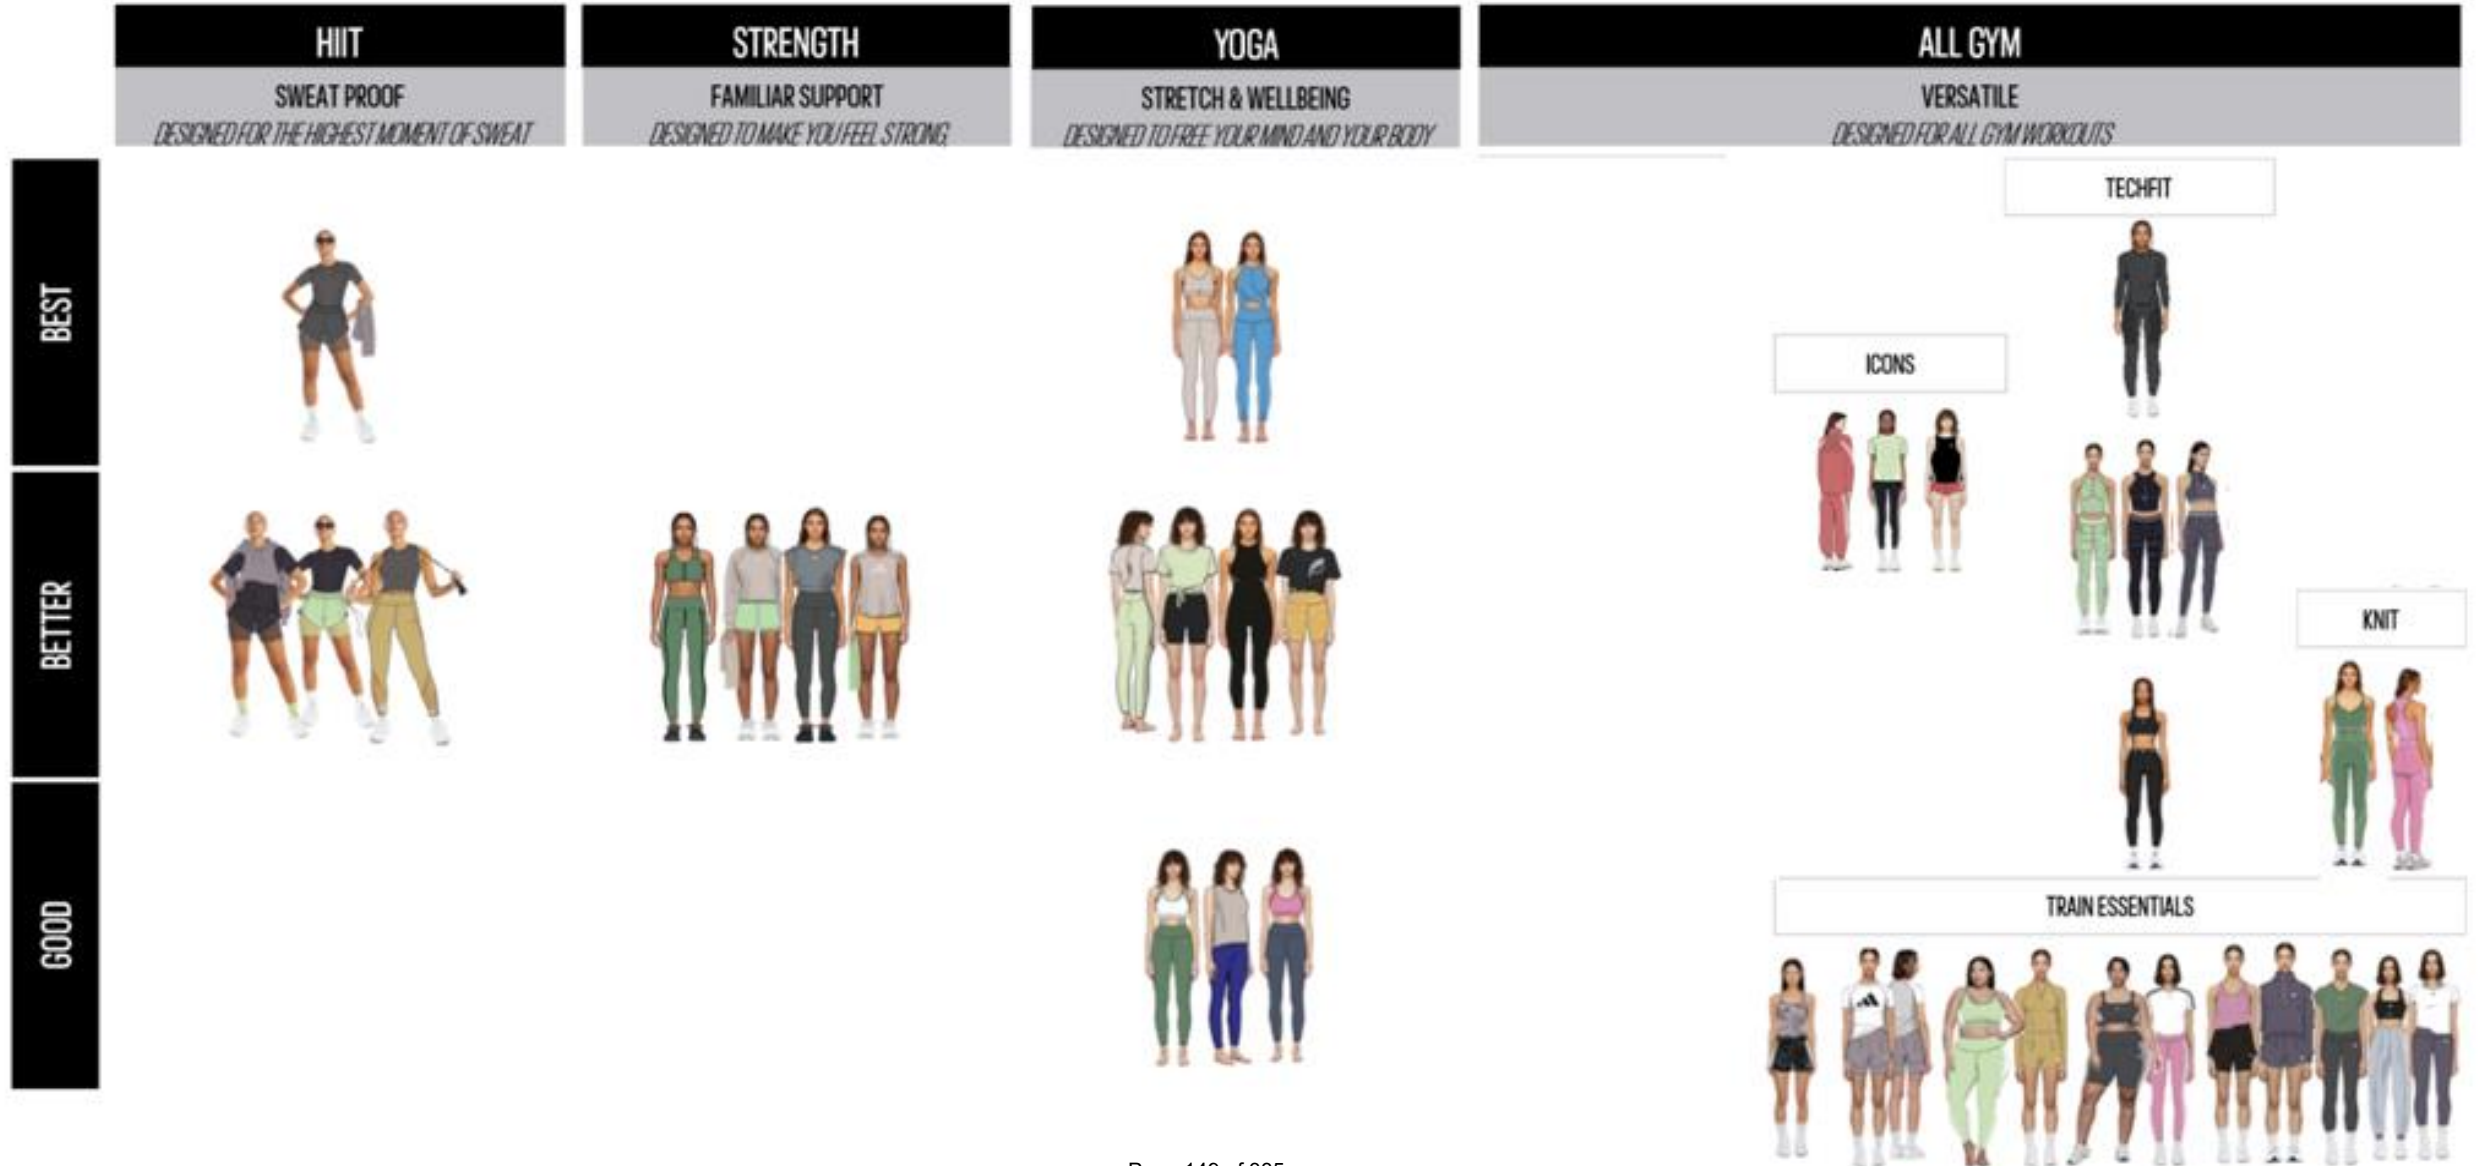 HIIT
SWEAT PROOF
DESIGNED FOR THE HIGHEST MOMENT OF SWEAT
STRENGTH
FAMILIAR SUPPORT
DESIGNED TO MAKE YOU FEEL STRONG,
YOGA
STRETCH & WELLBEING
DESIGNED TO FREE YOUR MIND AND YOUR BODY
ALL GYM
VERSATILE
DESIGNED FOR ALL GYM WORKOUTS
BEST
TECHFIT
ICONS
BETTER
KNIT
GOOD
TRAIN ESSENTIALS